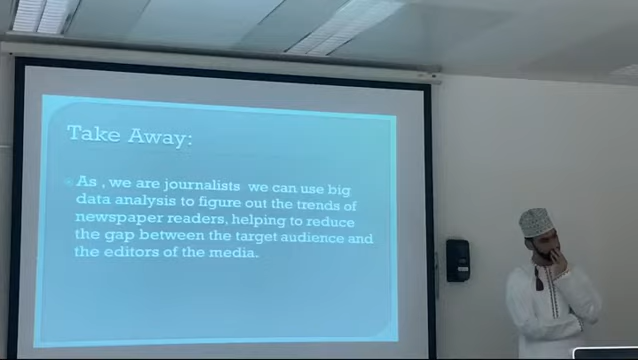 Take Away:
As , we are journalists we can use big
data analysis to figure out the trends of
newspaper readers, helping to reduce
the gap between the target audience and
the editors of the media.